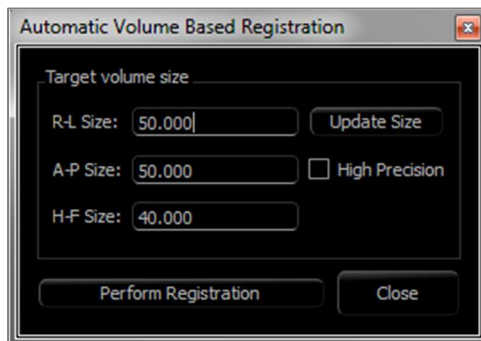 Automatic Volume Based Registration
Target volume size
R-L Size: 50.000 Update Size
A-P Size: 50.000 High Precision
H-F Size: 40.000
Perform Registration Close